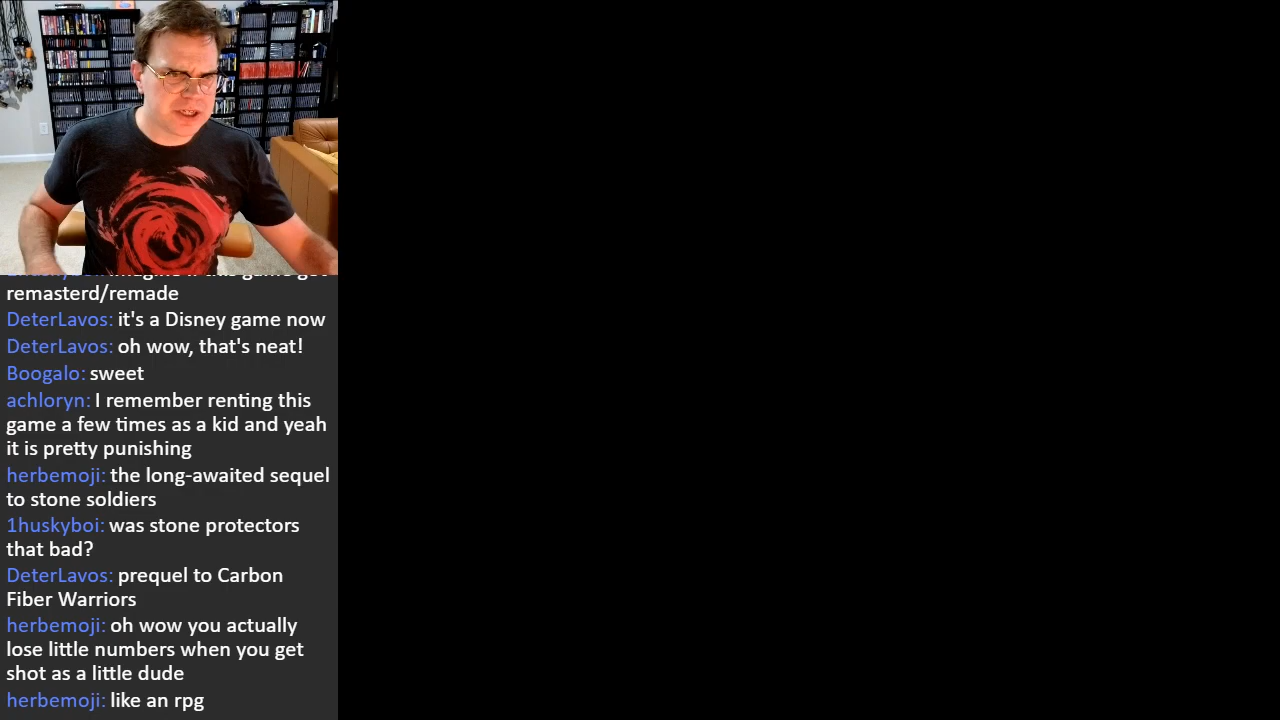 remasterd/remade
DeterLavos: it's a Disney game now
DeterLavos: oh wow, that's neat!
Boogalo: sweet
achloryn: I remember renting this
game a few times as a kid and yeah
it is pretty punishing
herbemoji: the long-awaited sequel
to stone soldiers
1huskyboi: was stone protectors
that bad?
DeterLavos: prequel to Carbon
Fiber Warriors
herbemoji: oh wow you actually
lose little numbers when you get
shot as a little dude
herbemoji: like an rpg